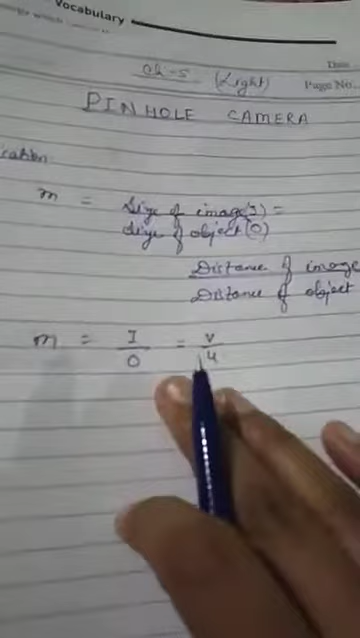 Vocabulary
Date
Ch-5 (Light)
Page No.
PINHOLE CAMERA
m = Size of image(I) =
Size of object(O)
Distance of image
Distance of object
m = I = v
O u